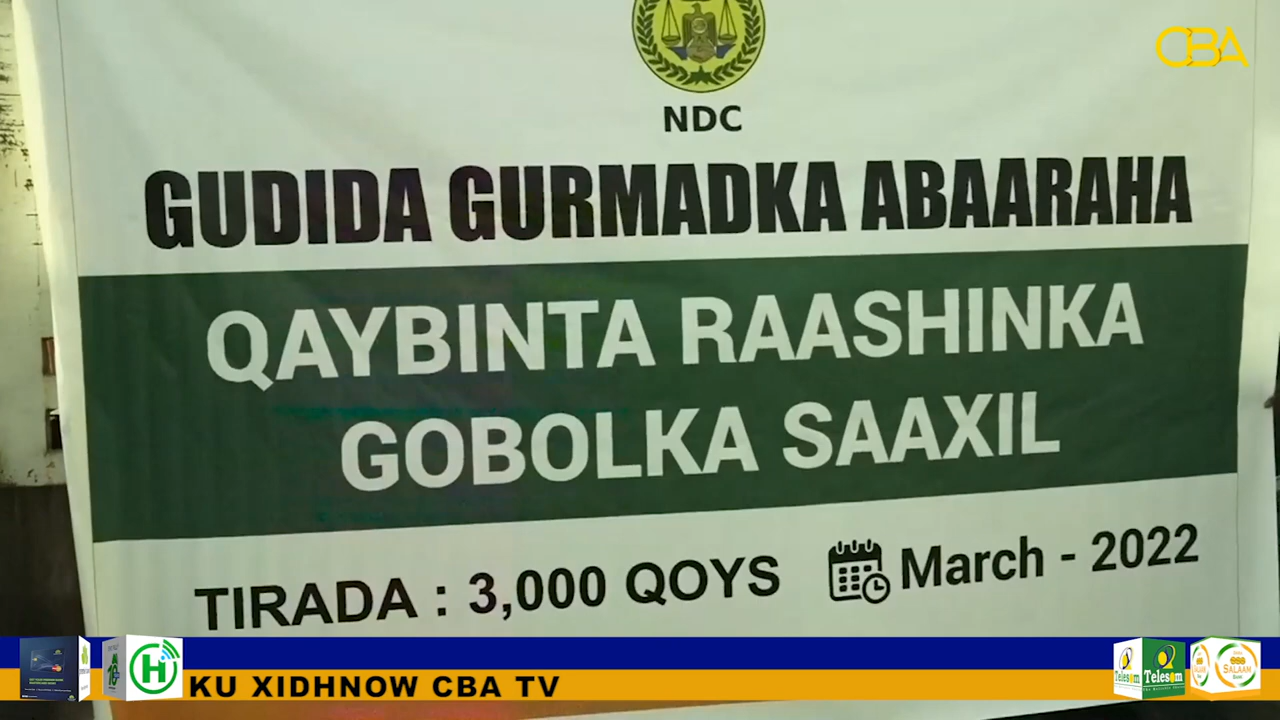 CBA
NDC
GUDIDA GURMADKA ABAARAHA
QAYBINTA RAASHINKA
GOBOLKA SAAXIL
TIRADA : 3,000 QOYS
March - 2022
KU XIDHNOW CBA TV
Telesom
Telesom
SALAAM